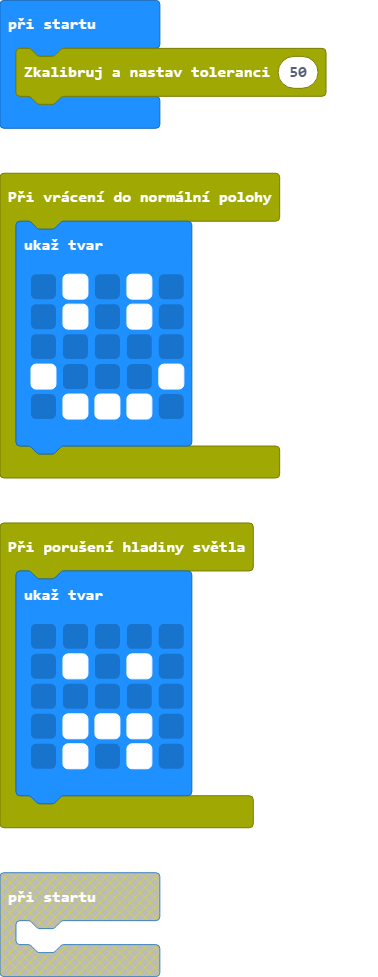 při startu
Zkalibruj a nastav toleranci 50
Při vrácení do normální polohy
ukaž tvar
Při porušení hladiny světla
ukaž tvar
při startu